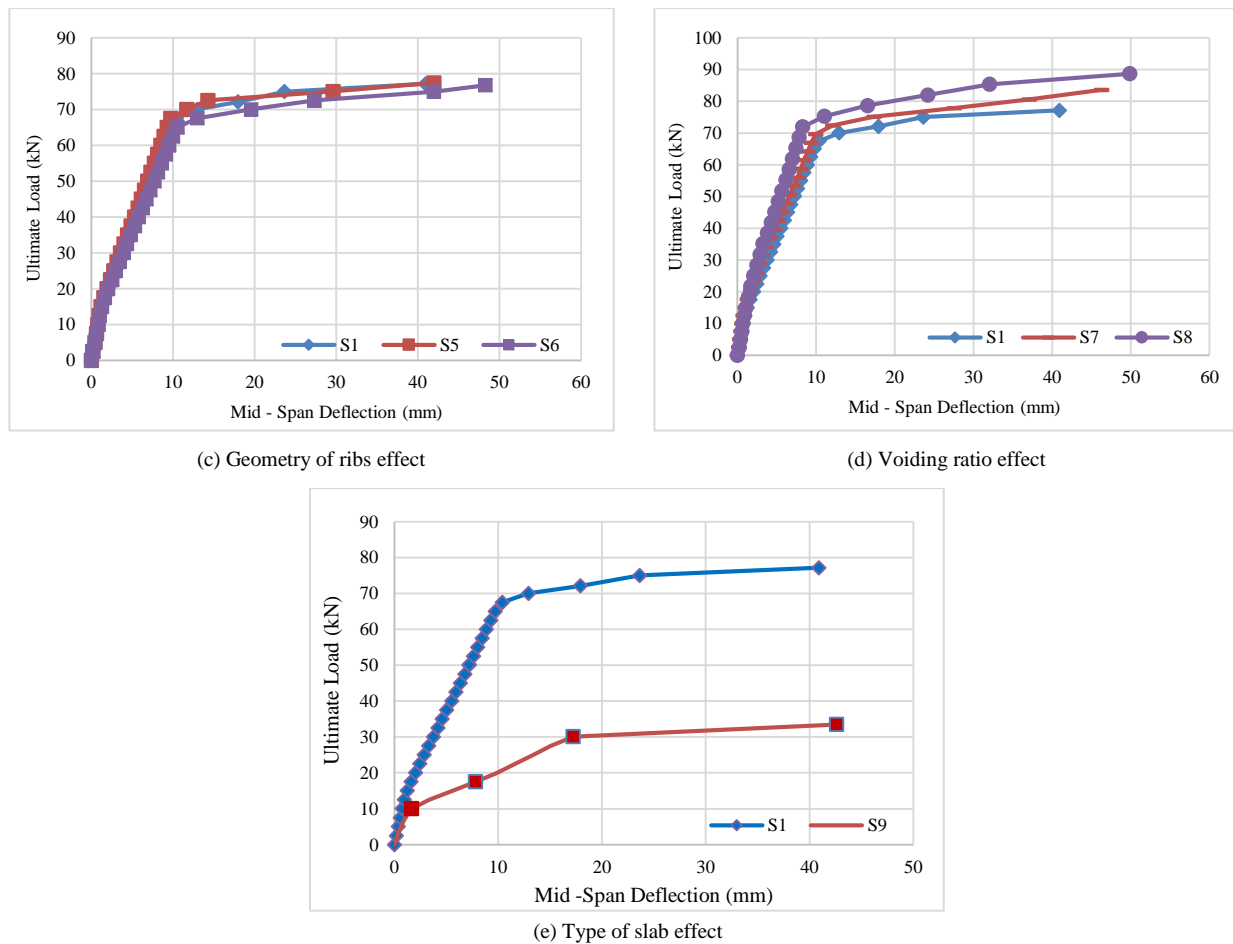 90
80
70
60
50
40
30
20
10
0
Ultimate Load (kN)
S1 S5 S6
0 10 20 30 40 50 60
Mid - Span Deflection (mm)
(c) Geometry of ribs effect
100
90
80
70
60
50
40
30
20
10
0
Ultimate Load (kN)
S1 S7 S8
0 10 20 30 40 50 60
Mid - Span Deflection (mm)
(d) Voiding ratio effect
90
80
70
60
50
40
30
20
10
0
Ultimate Load (kN)
S1 S9
0 10 20 30 40 50
Mid -Span Deflection (mm)
(e) Type of slab effect